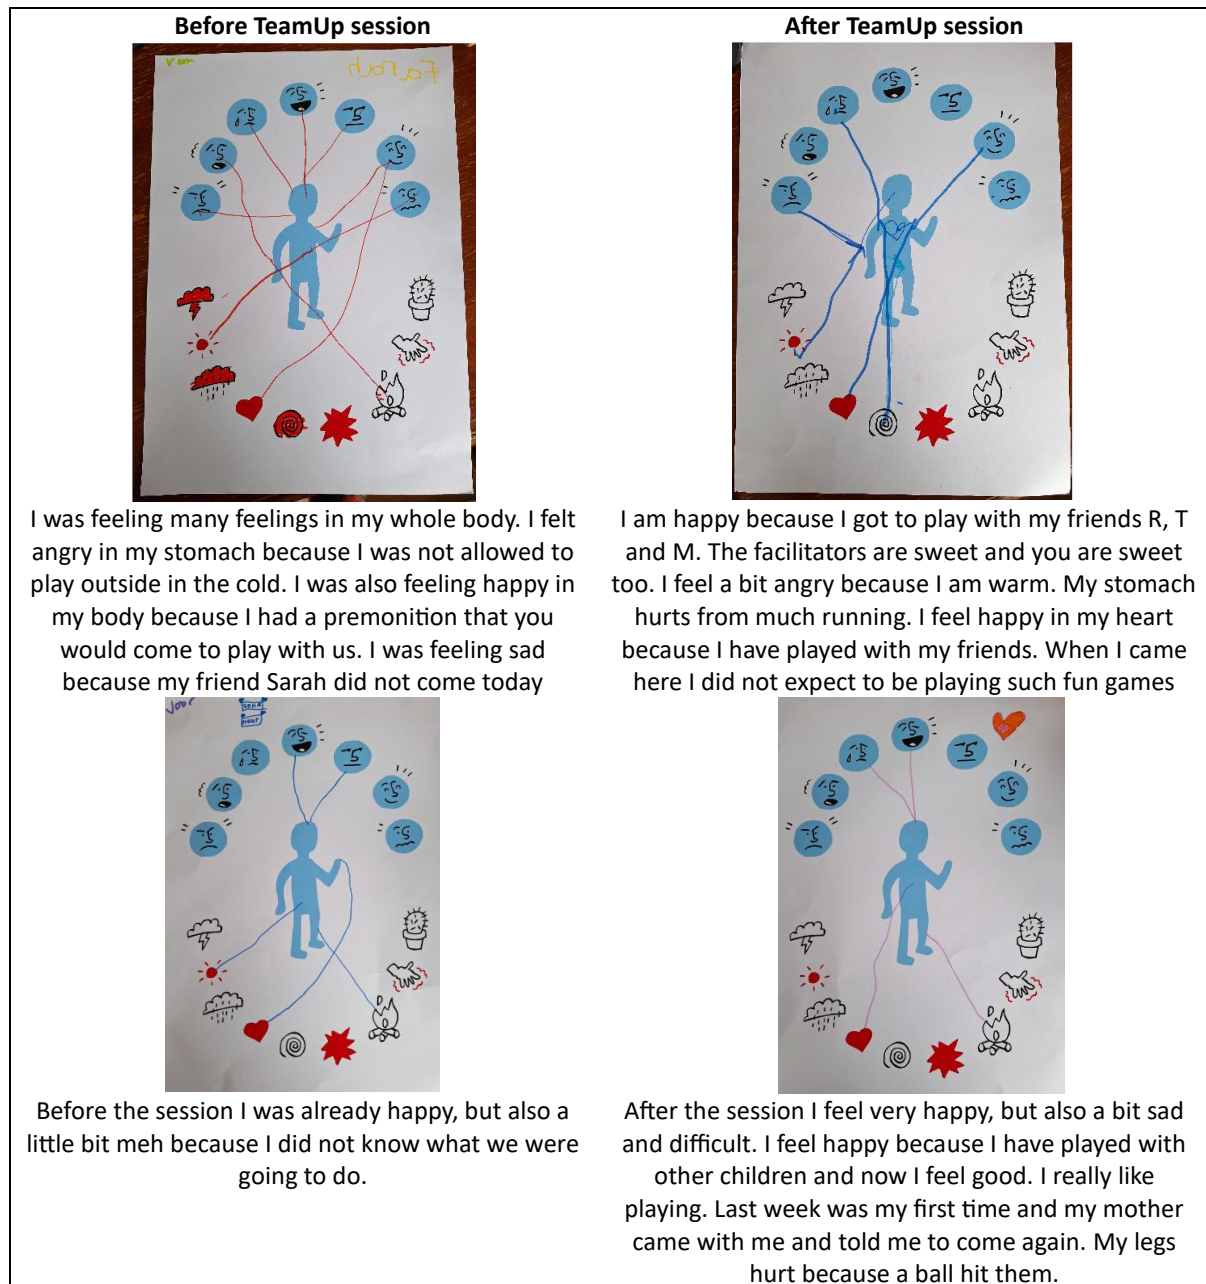 Before TeamUp session
After TeamUp session
Voor
Farah
I was feeling many feelings in my whole body. I felt
angry in my stomach because I was not allowed to
play outside in the cold. I was also feeling happy in
my body because I had a premonition that you
would come to play with us. I was feeling sad
because my friend Sarah did not come today
I am happy because I got to play with my friends R, T
and M. The facilitators are sweet and you are sweet
too. I feel a bit angry because I am warm. My stomach
hurts from much running. I feel happy in my heart
because I have played with my friends. When I came
here I did not expect to be playing such fun games
Voor
Before the session I was already happy, but also a
little bit meh because I did not know what we were
going to do.
After the session I feel very happy, but also a bit sad
and difficult. I feel happy because I have played with
other children and now I feel good. I really like
playing. Last week was my first time and my mother
came with me and told me to come again. My legs
hurt because a ball hit them.